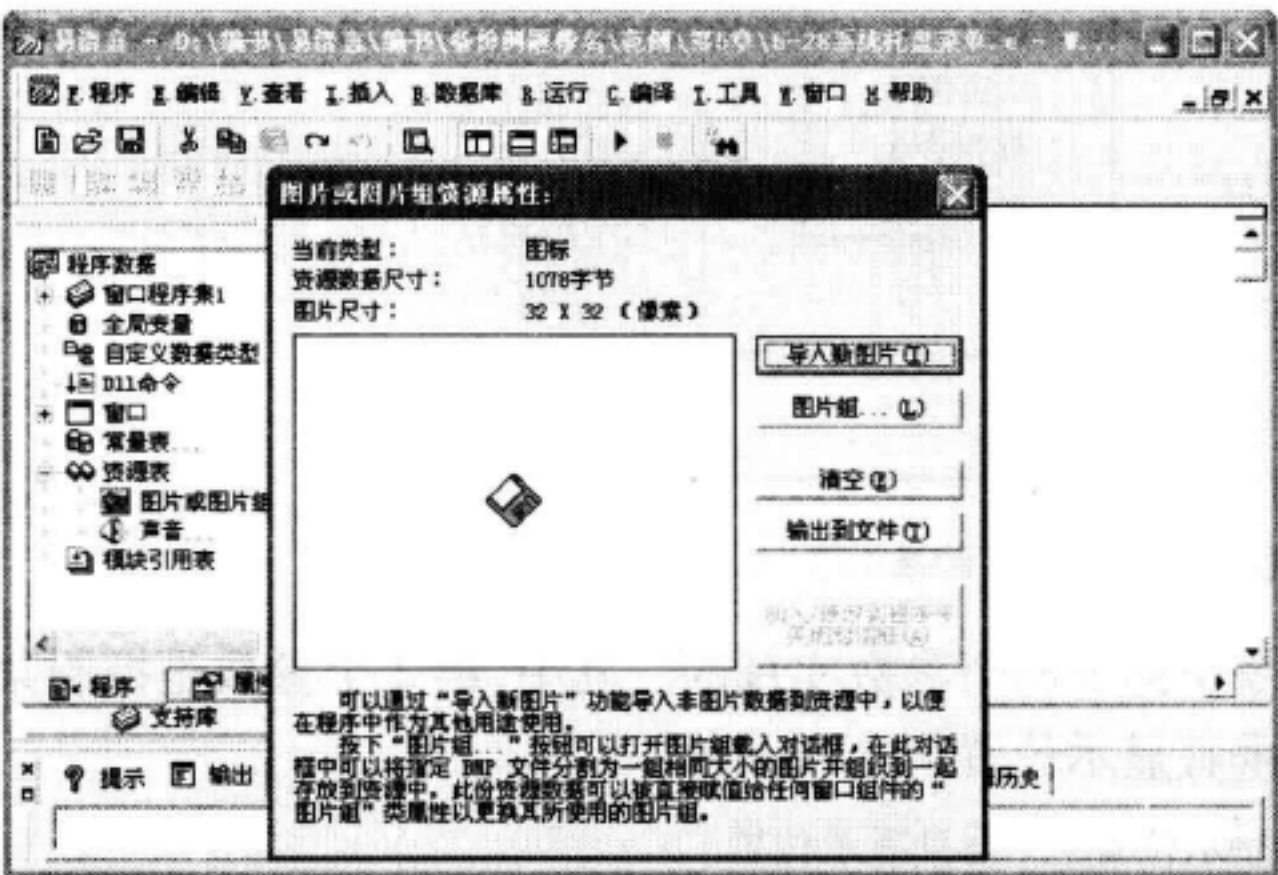 易语言 - D:\
F.程序 E.编辑 V.查看 I.插入 B.数据库 R.运行 C.编译 T.工具 W.窗口 H.帮助
图片或图片组资源属性:
当前类型: 图标
资源数据尺寸: 1078字节
图片尺寸: 32 X 32 (像素)
导入新图片(I)
图片组...(L)
清空(E)
输出到文件(T)
程序数据
窗口程序集1
全局变量
自定义数据类型
Dll命令
窗口
常量表...
资源表
图片或图片组
声音...
模块引用表
程序
属性
支持库
可以通过“导入新图片”功能导入非图片数据到资源中,以便
在程序中作为其他用途使用。
按下“图片组...”按钮可以打开图片组载入对话框,在此对话
框中可以将指定 BMP 文件分割为一组相同大小的图片并组织到一起
存放到资源中。此份资源数据可以被直接赋值给任何窗口组件的“
图片组”类属性以更换其所使用的图片组。
提示
输出
历史